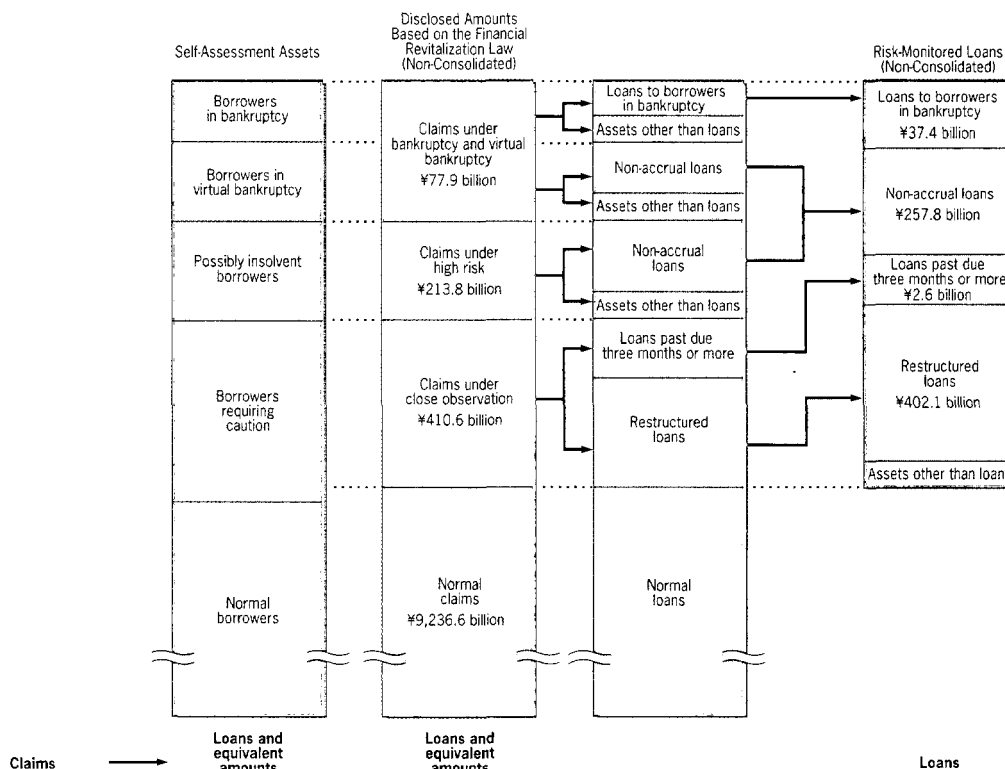 Self-Assessment Assets
Borrowers
in bankruptcy
Borrowers in
virtual bankruptcy
Possibly insolvent
borrowers
Borrowers
requiring
caution
Normal
borrowers
Loans and
equivalent
amounts
Disclosed Amounts
Based on the Financial
Revitalization Law
(Non-Consolidated)
Claims under
bankruptcy and virtual
bankruptcy
¥77.9 billion
Claims under
high risk
¥213.8 billion
Claims under
close observation
¥410.6 billion
Normal
claims
¥9,236.6 billion
Loans and
equivalent
amounts
Loans to borrowers
in bankruptcy
Assets other than loans
Non-accrual loans
Assets other than loans
Non-accrual
loans
Assets other than loans
Loans past due
three months or more
Restructured
loans
Normal
loans
Risk-Monitored Loans
(Non-Consolidated)
Loans to borrowers
in bankruptcy
¥37.4 billion
Non-accrual loans
¥257.8 billion
Loans past due
three months or more
¥2.6 billion
Restructured
loans
¥402.1 billion
Assets other than loan
Claims
Loans